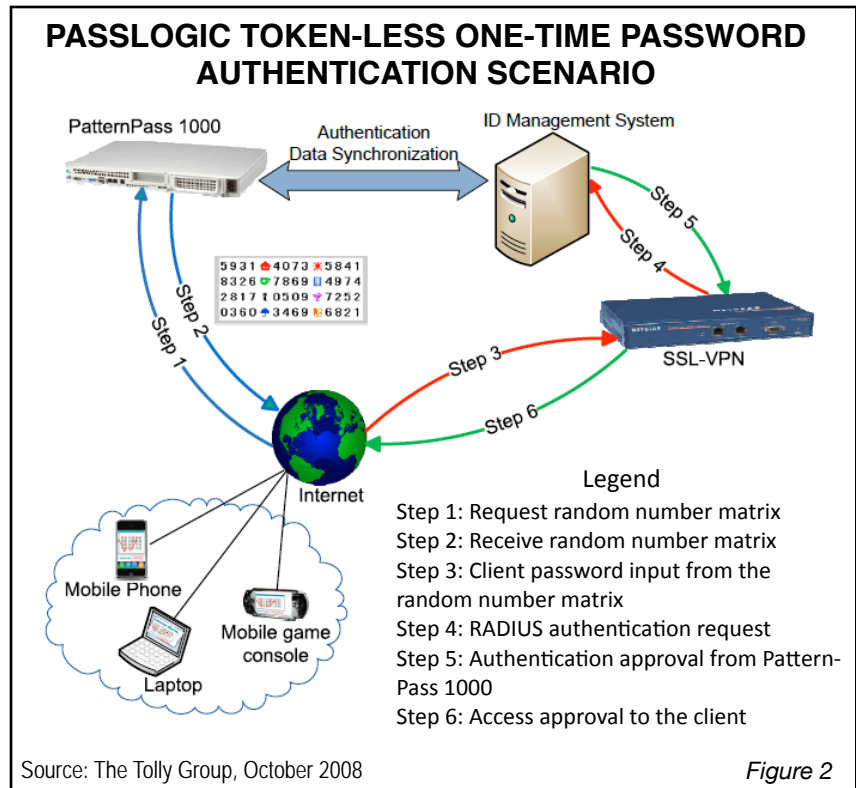 PASSLOGIC TOKEN-LESS ONE-TIME PASSWORD
AUTHENTICATION SCENARIO
PatternPass 1000
Authentication
Data Synchronization
ID Management System
Step 5
Step 4
5931 4073 5841
8326 7869 4974
2817 0509 7252
0360 3469 6821
Step 2
Step 1
NETGEAR
SSL-VPN
Step 3
Step 6
Internet
Mobile Phone
Mobile game
console
Laptop
Legend
Step 1: Request random number matrix
Step 2: Receive random number matrix
Step 3: Client password input from the
random number matrix
Step 4: RADIUS authentication request
Step 5: Authentication approval from Pattern-
Pass 1000
Step 6: Access approval to the client
Source: The Tolly Group, October 2008
Figure 2